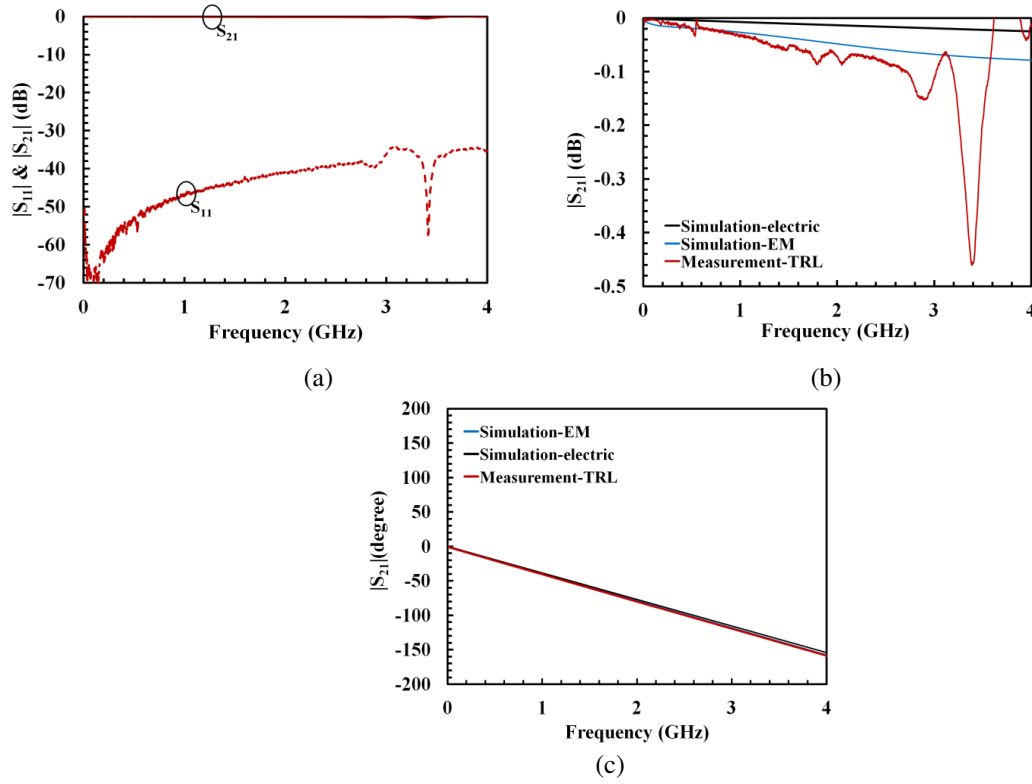 0
-10
-20
-30
-40
-50
-60
-70
|S₁₁| & |S₂₁| (dB)
S₂₁
S₁₁
0 1 2 3 4
Frequency (GHz)
(a)
0
-0.1
-0.2
-0.3
-0.4
-0.5
|S₂₁| (dB)
Simulation-electric
Simulation-EM
Measurement-TRL
0 1 2 3 4
Frequency (GHz)
(b)
200
150
100
50
0
-50
-100
-150
-200
|S₂₁|(degree)
Simulation-EM
Simulation-electric
Measurement-TRL
0 1 2 3 4
Frequency (GHz)
(c)